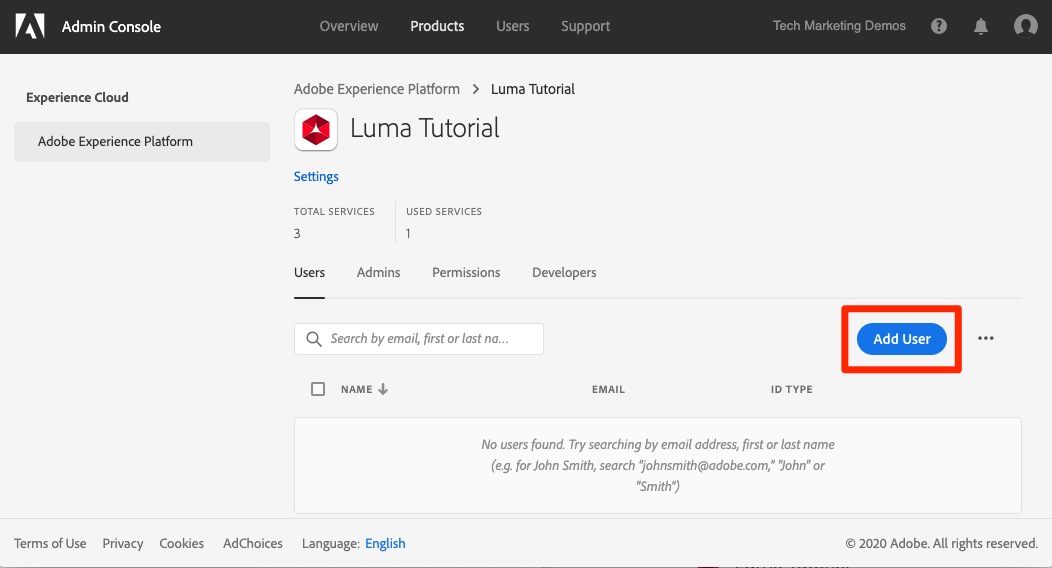 Admin Console
Overview Products Users Support
Tech Marketing Demos
Experience Cloud
Adobe Experience Platform
Adobe Experience Platform > Luma Tutorial
Luma Tutorial
Settings
TOTAL SERVICES USED SERVICES
3 1
Users Admins Permissions Developers
Search by email, first or last na...
Add User
NAME EMAIL ID TYPE
No users found. Try searching by email address, first or last name
(e.g. for John Smith, search "johnsmith@adobe.com," "John" or
"Smith")
Terms of Use Privacy Cookies AdChoices Language: English
© 2020 Adobe. All rights reserved.